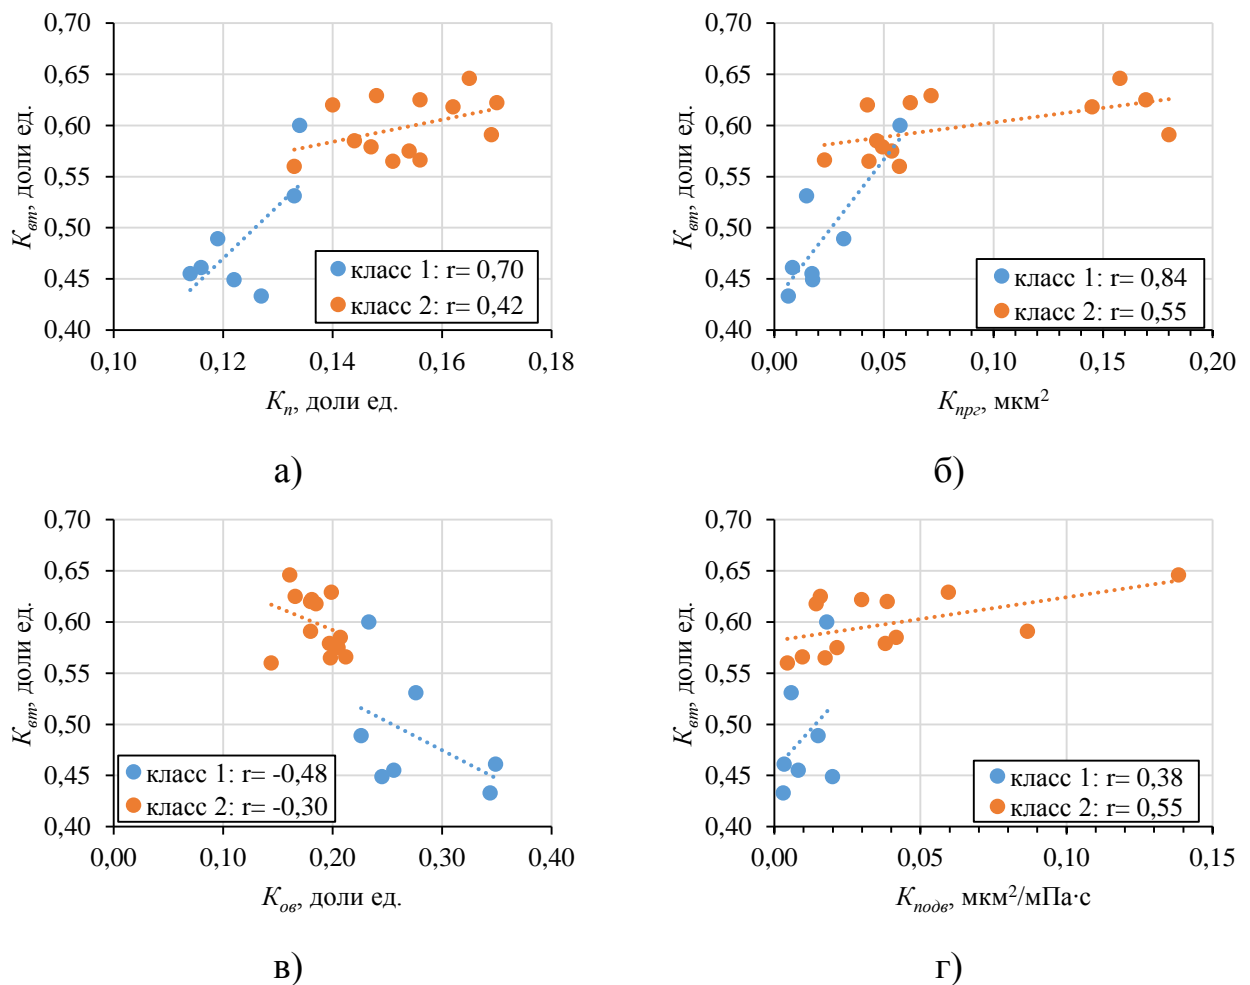 0,70
0,65
0,60
0,55
0,50
0,45
0,40
Kвт, доли ед.
класс 1: r= 0,70
класс 2: r= 0,42
0,10 0,12 0,14 0,16 0,18
Kп, доли ед.
а)
0,70
0,65
0,60
0,55
0,50
0,45
0,40
Kвт, доли ед.
класс 1: r= 0,84
класс 2: r= 0,55
0,00 0,05 0,10 0,15 0,20
Kпрг, мкм²
б)
0,70
0,65
0,60
0,55
0,50
0,45
0,40
Kвт, доли ед.
класс 1: r= -0,48
класс 2: r= -0,30
0,00 0,10 0,20 0,30 0,40
Kов, доли ед.
в)
0,70
0,65
0,60
0,55
0,50
0,45
0,40
Kвт, доли ед.
класс 1: r= 0,38
класс 2: r= 0,55
0,00 0,05 0,10 0,15
Kподв, мкм²/мПа·с
г)